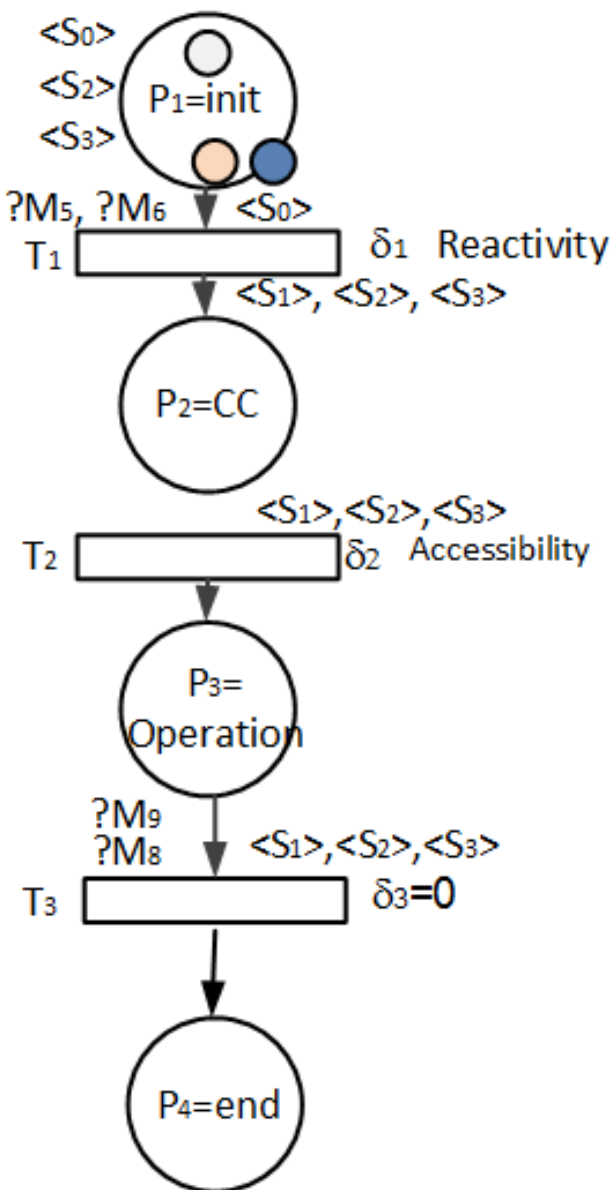 <S0>
<S2>
P1=init
<S3>
?M5, ?M6 <S0>
T1 δ1 Reactivity
<S1>, <S2>, <S3>
P2=CC
<S1>,<S2>,<S3>
T2 δ2 Accessibility
P3=
Operation
?M9
?M8 <S1>,<S2>,<S3>
T3 δ3=0
P4=end